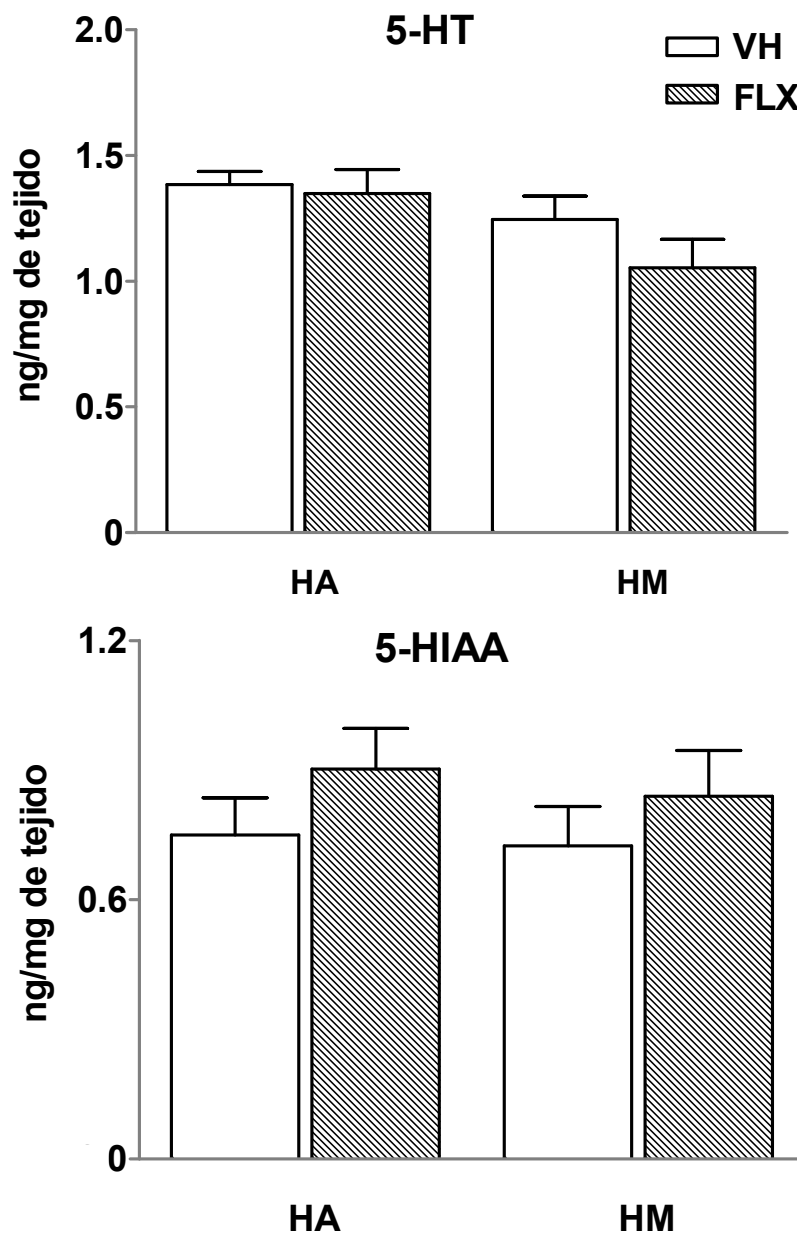 5-HT
VH
FLX
ng/mg de tejido
2.0
1.5
1.0
0.5
0
HA HM
5-HIAA
ng/mg de tejido
1.2
0.6
0
HA HM